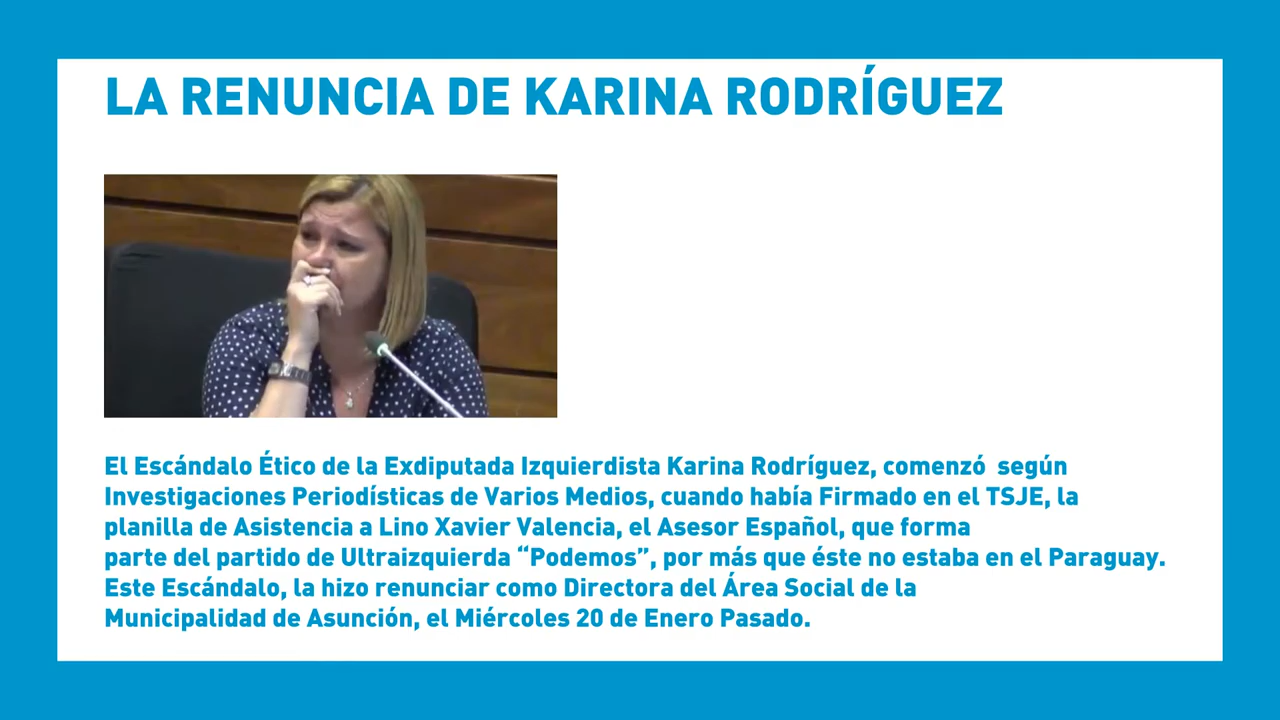 LA RENUNCIA DE KARINA RODRÍGUEZ
El Escándalo Ético de la Exdiputada Izquierdista Karina Rodríguez, comenzó  según
Investigaciones Periodísticas de Varios Medios, cuando había Firmado en el TSJE, la
planilla de Asistencia a Lino Xavier Valencia, el Asesor Español, que forma
parte del partido de Ultraizquierda “Podemos”, por más que éste no estaba en el Paraguay.
Este Escándalo, la hizo renunciar como Directora del Área Social de la
Municipalidad de Asunción, el Miércoles 20 de Enero Pasado.